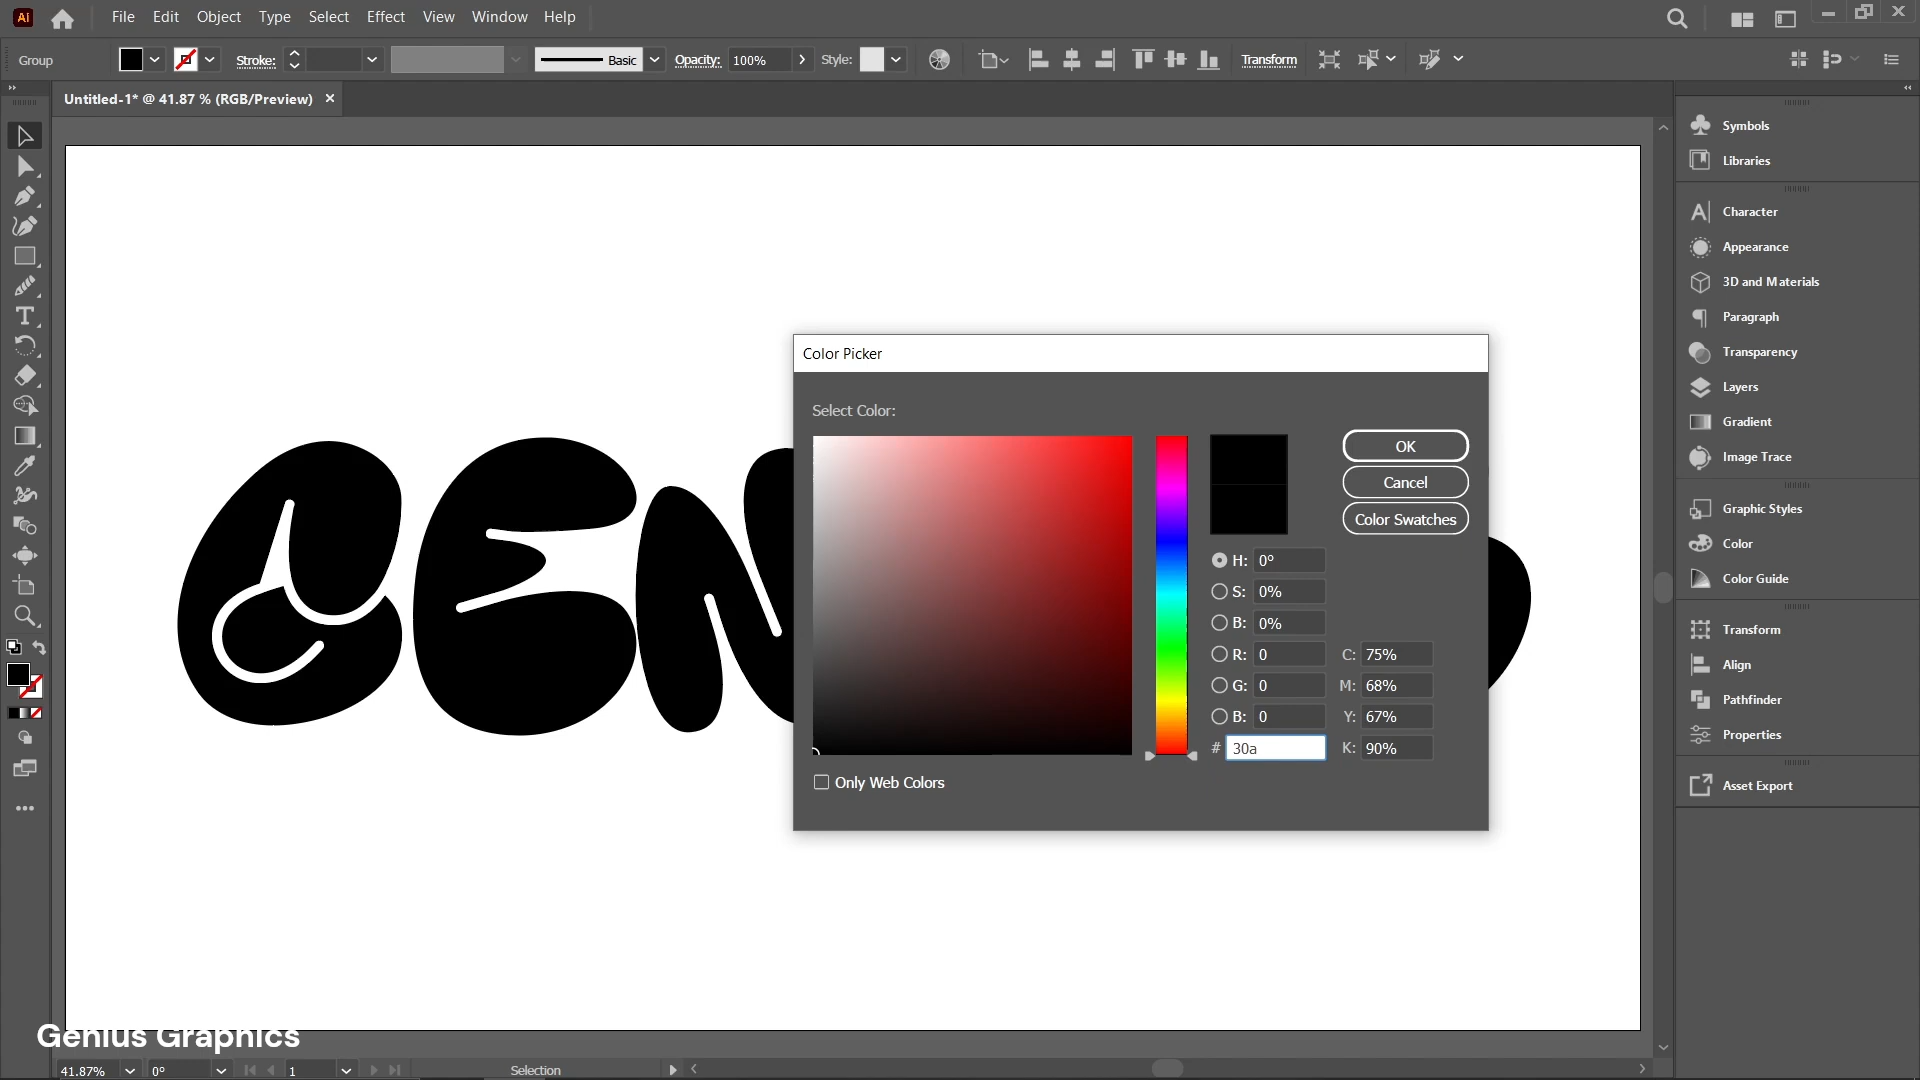 Ai File Edit Object Type Select Effect View Window Help
Group Stroke: Basic Opacity: 100% Style: Transform
Untitled-1* @ 41.87 % (RGB/Preview) ×
Symbols
Libraries
Character
Appearance
3D and Materials
Paragraph
Transparency
Layers
Gradient
Image Trace
Graphic Styles
Color
Color Guide
Transform
Align
Pathfinder
Properties
Asset Export
GEN
Color Picker
Select Color:
OK
Cancel
Color Swatches
H: 0°
S: 0%
B: 0%
R: 0 C: 75%
G: 0 M: 68%
B: 0 Y: 67%
# 30a K: 90%
Only Web Colors
Genius Graphics
41.87% 0° 1 Selection